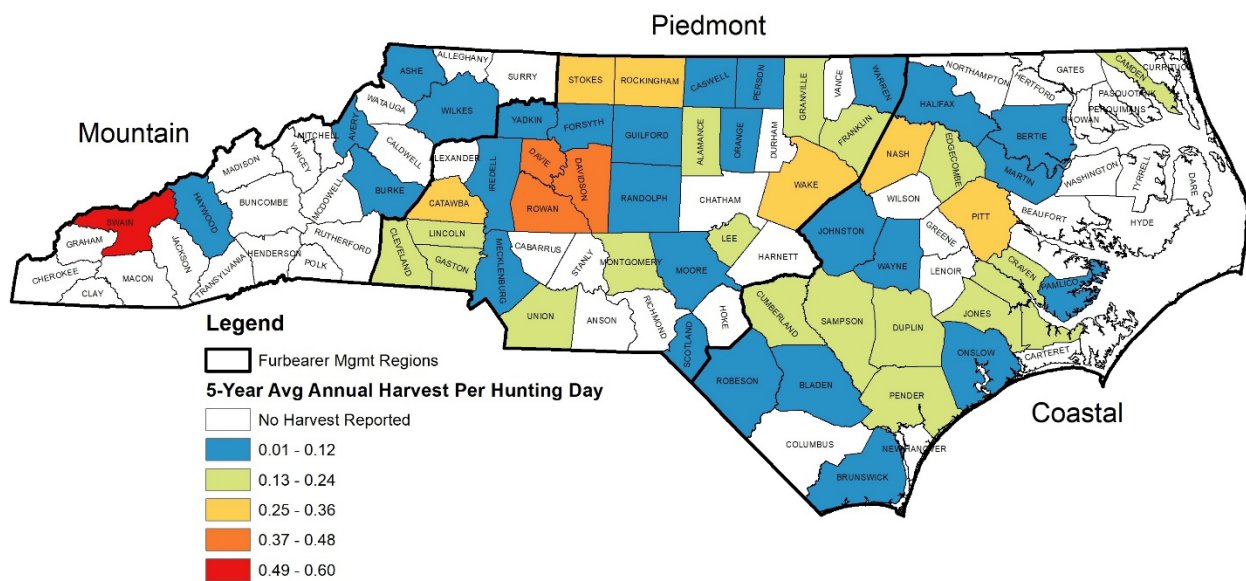 Piedmont
Mountain
Coastal
ALLEGHANY
ASHE
SURRY
STOKES
ROCKINGHAM
CASWELL
PERSON
GRANVILLE
VANCE
WARREN
NORTHAMPTON
HERTFORD
GATES
CAMDEN
CURRITUCK
PASQUOTANK
PERQUIMANS
CHOWAN
HALIFAX
BERTIE
WATAUGA
WILKES
YADKIN
FORSYTH
GUILFORD
ALAMANCE
ORANGE
DURHAM
FRANKLIN
NASH
EDGECOMBE
MARTIN
WASHINGTON
TYRRELL
DARE
AVERY
MITCHELL
YANCEY
CALDWELL
LEXANDER
IREDELL
DAVIE
DAVIDSON
RANDOLPH
CHATHAM
WAKE
WILSON
PITT
BEAUFORT
HYDE
MADISON
BUNCOMBE
MCDOWELL
BURKE
CATAWBA
ROWAN
SWAIN
HAYWOOD
GRAHAM
JACKSON
CHEROKEE
CLAY
MACON
TRANSYLVANIA
HENDERSON
POLK
RUTHERFORD
CLEVELAND
LINCOLN
GASTON
MECKLENBURG
CABARRUS
STANLY
MONTGOMERY
MOORE
LEE
HARNETT
JOHNSTON
WAYNE
GREENE
LENOIR
CRAVEN
PAMLICO
UNION
ANSON
RICHMOND
SCOTLAND
HOKE
CUMBERLAND
SAMPSON
DUPLIN
JONES
ONSLOW
CARTERET
ROBESON
BLADEN
PENDER
COLUMBUS
NEW HANOVER
BRUNSWICK
Legend
Furbearer Mgmt Regions
5-Year Avg Annual Harvest Per Hunting Day
No Harvest Reported
0.01 - 0.12
0.13 - 0.24
0.25 - 0.36
0.37 - 0.48
0.49 - 0.60